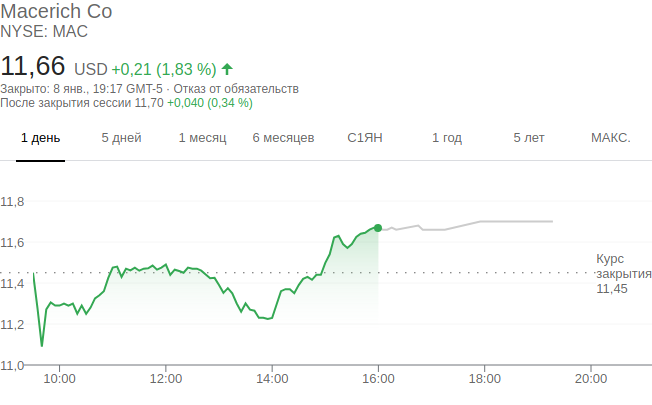 Macerich Co
NYSE: MAC
11,66 USD +0,21 (1,83 %)
Закрыто: 8 янв., 19:17 GMT-5 · Отказ от обязательств
После закрытия сессии 11,70 +0,040 (0,34 %)
1 день 5 дней 1 месяц 6 месяцев С1ЯН 1 год 5 лет МАКС.
11,8
11,6
Курс
закрытия
11,45
11,4
11,2
11,0
10:00 12:00 14:00 16:00 18:00 20:00